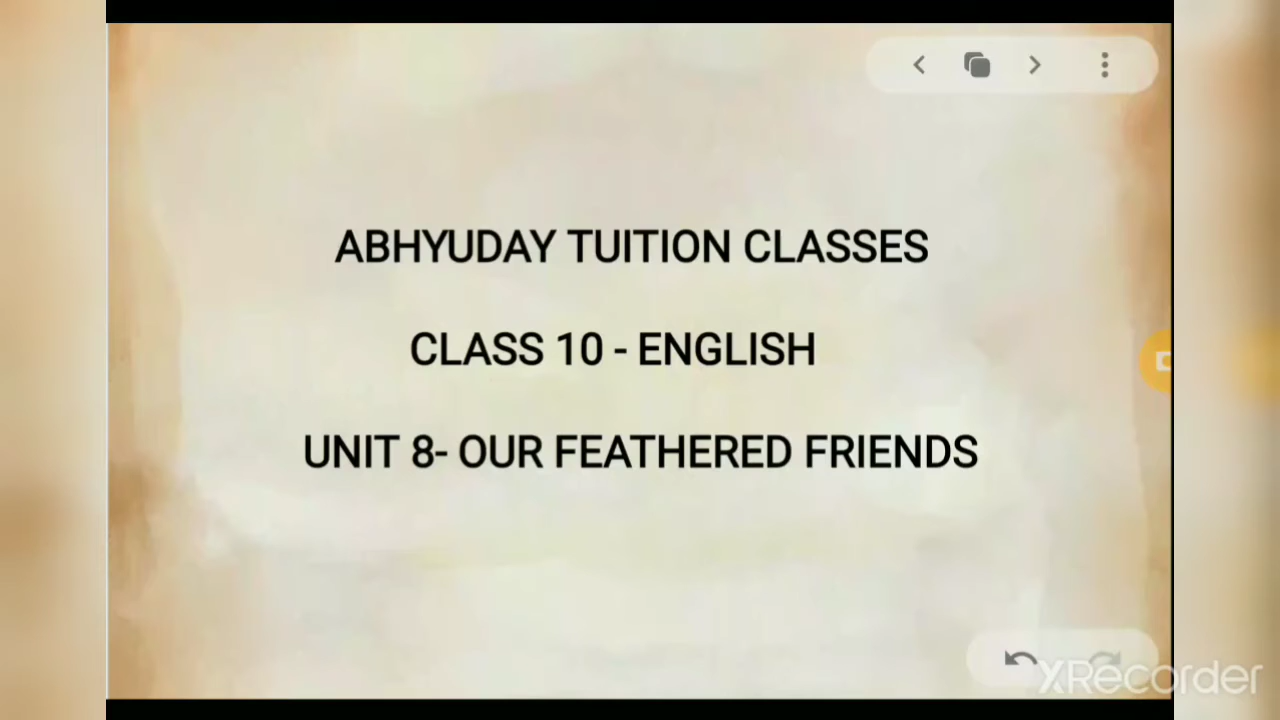 ABHYUDAY TUITION CLASSES
CLASS 10 - ENGLISH
UNIT 8- OUR FEATHERED FRIENDS
XRecorder